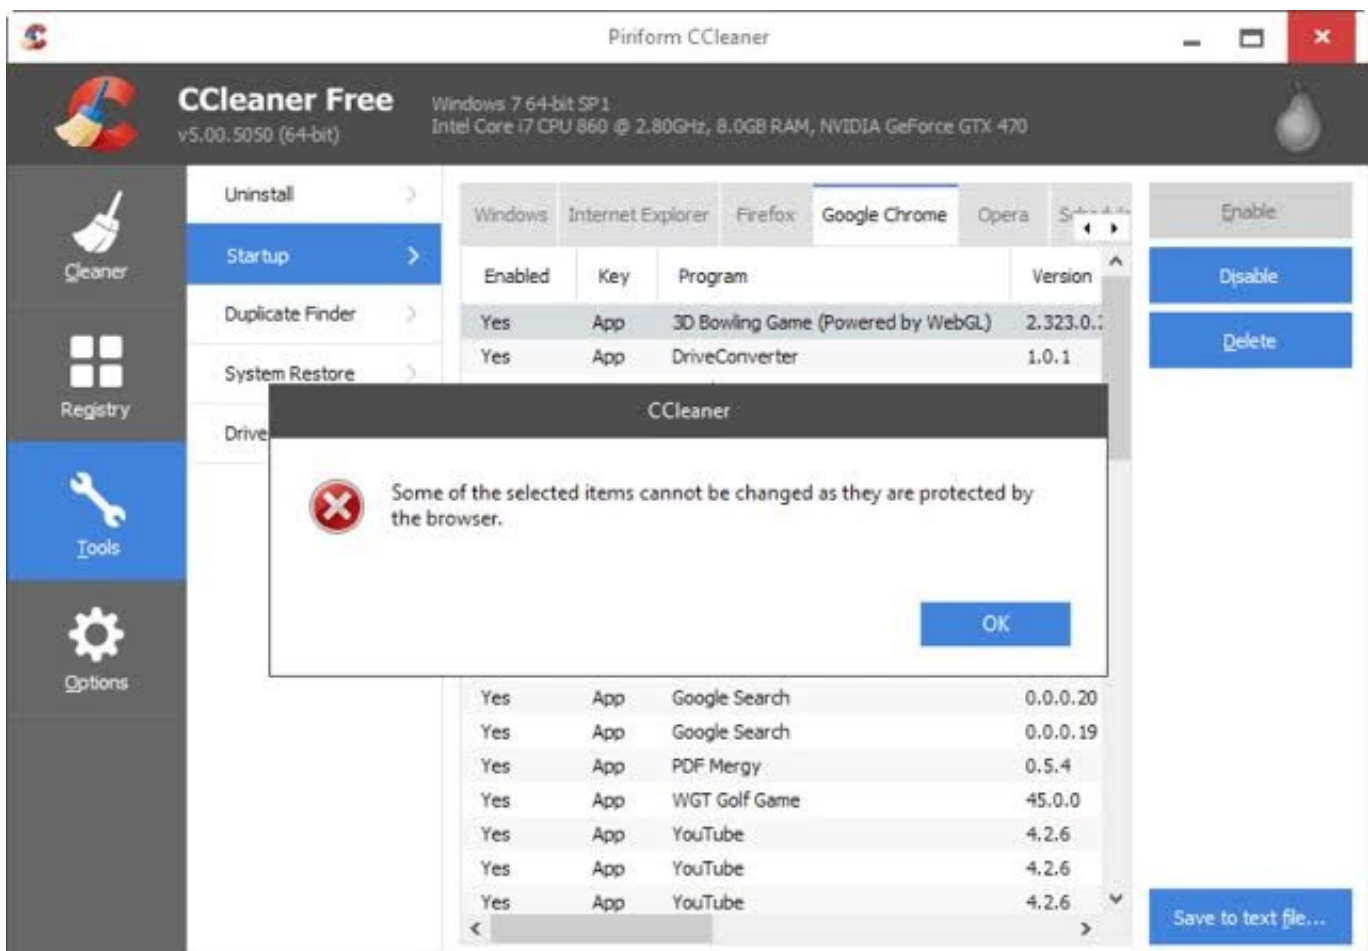 Piriform CCleaner
CCleaner Free
v5.00.5050 (64-bit)
Windows 7 64-bit SP1
Intel Core i7 CPU 860 @ 2.80GHz, 8.0GB RAM, NVIDIA GeForce GTX 470
Cleaner
Registry
Tools
Options
Uninstall
Startup
Duplicate Finder
System Restore
Drive
Windows Internet Explorer Firefox Google Chrome Opera
Enabled Key Program Version
Yes App 3D Bowling Game (Powered by WebGL) 2.323.0.
Yes App DriveConverter 1.0.1
CCleaner
Some of the selected items cannot be changed as they are protected by
the browser.
OK
Yes App Google Search 0.0.0.20
Yes App Google Search 0.0.0.19
Yes App PDF Mergy 0.5.4
Yes App WGT Golf Game 45.0.0
Yes App YouTube 4.2.6
Yes App YouTube 4.2.6
Yes App YouTube 4.2.6
Enable
Disable
Delete
Save to text file...